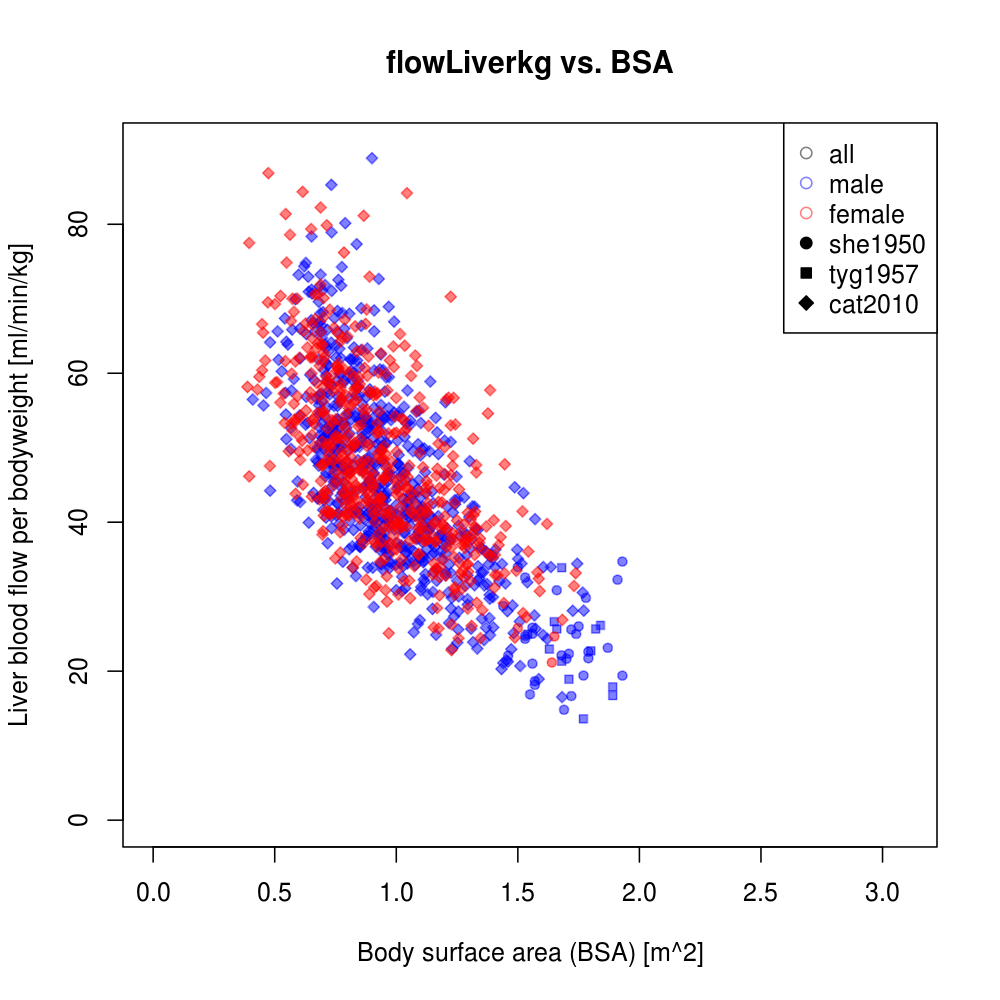 flowLiverkg vs. BSA
all
male
female
she1950
tyg1957
cat2010
Liver blood flow per bodyweight [ml/min/kg]
80
60
40
20
0
0.0 0.5 1.0 1.5 2.0 2.5 3.0
Body surface area (BSA) [m^2]